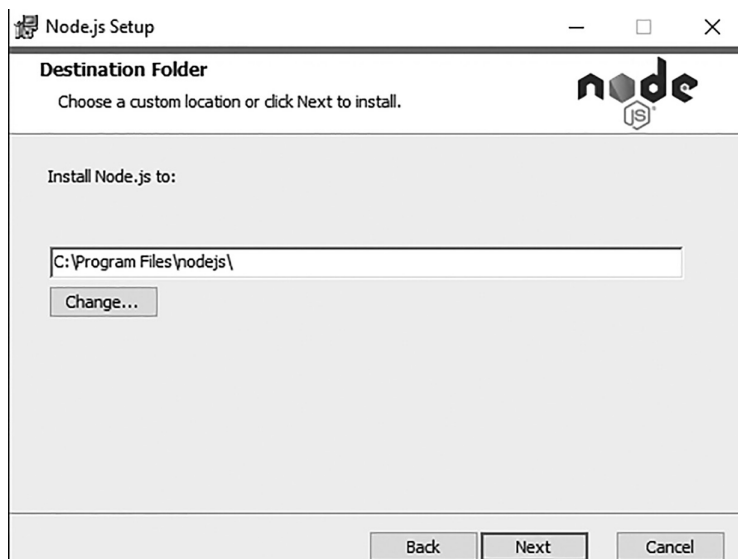 Node.js Setup
Destination Folder
Choose a custom location or click Next to install.
node
JS
Install Node.js to:
C:\Program Files\nodejs\
Change...
Back Next Cancel